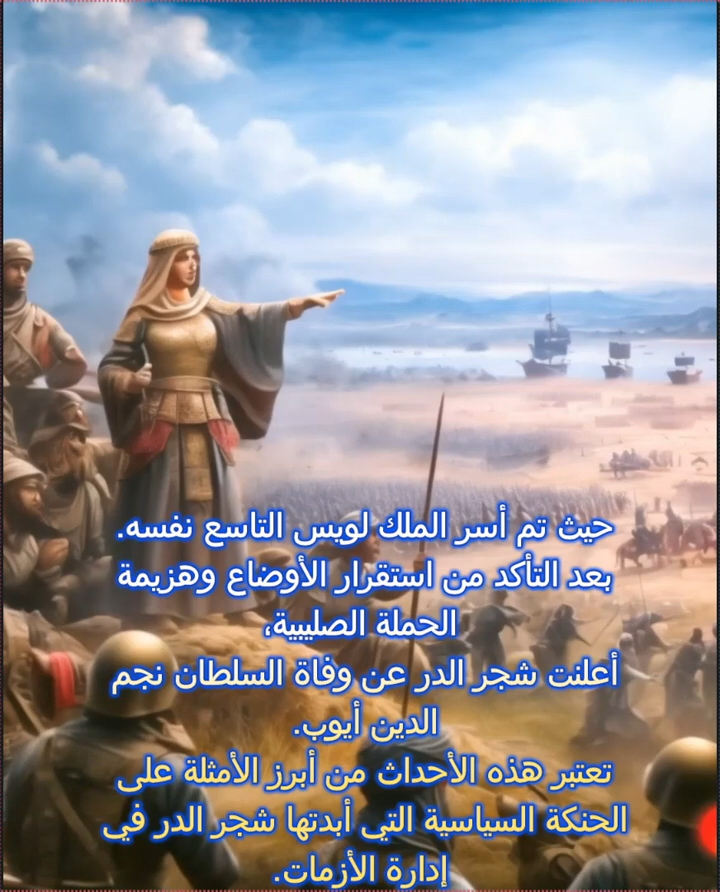 حيث تم أسر الملك لويس التاسع نفسه.
بعد التأكد من استقرار الأوضاع وهزيمة
الحملة الصليبية،
أعلنت شجر الدر عن وفاة السلطان نجم
الدين أيوب.
تعتبر هذه الأحداث من أبرز الأمثلة على
الحنكة السياسية التي أبدتها شجر الدر في
إدارة الأزمات.